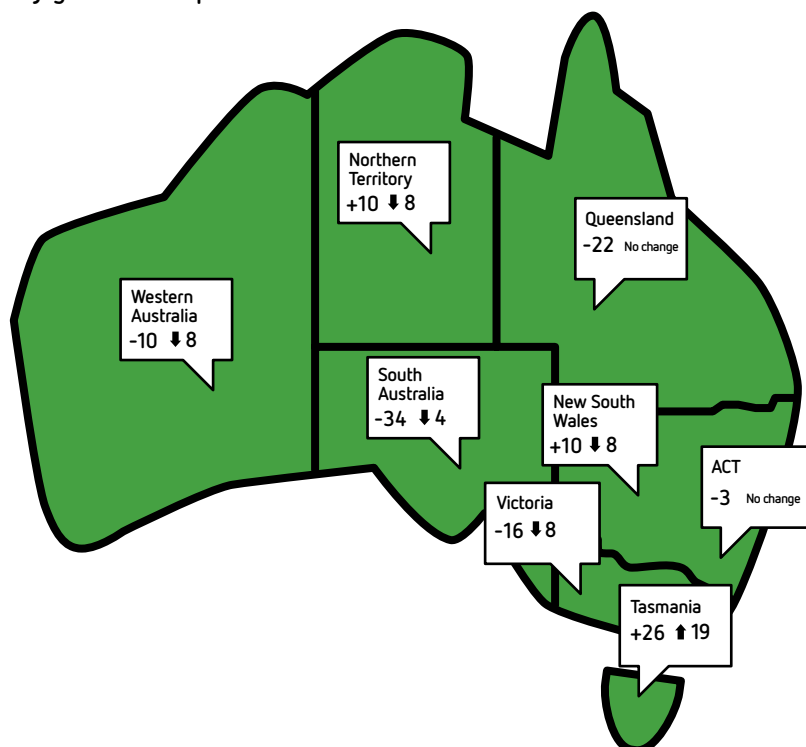 Northern
Territory
+10 ⬇ 8
Queensland
-22 No change
Western
Australia
-10 ⬇ 8
South
Australia
-34 ⬇ 4
New South
Wales
+10 ⬇ 8
ACT
-3 No change
Victoria
-16 ⬇ 8
Tasmania
+26 ⬆ 19